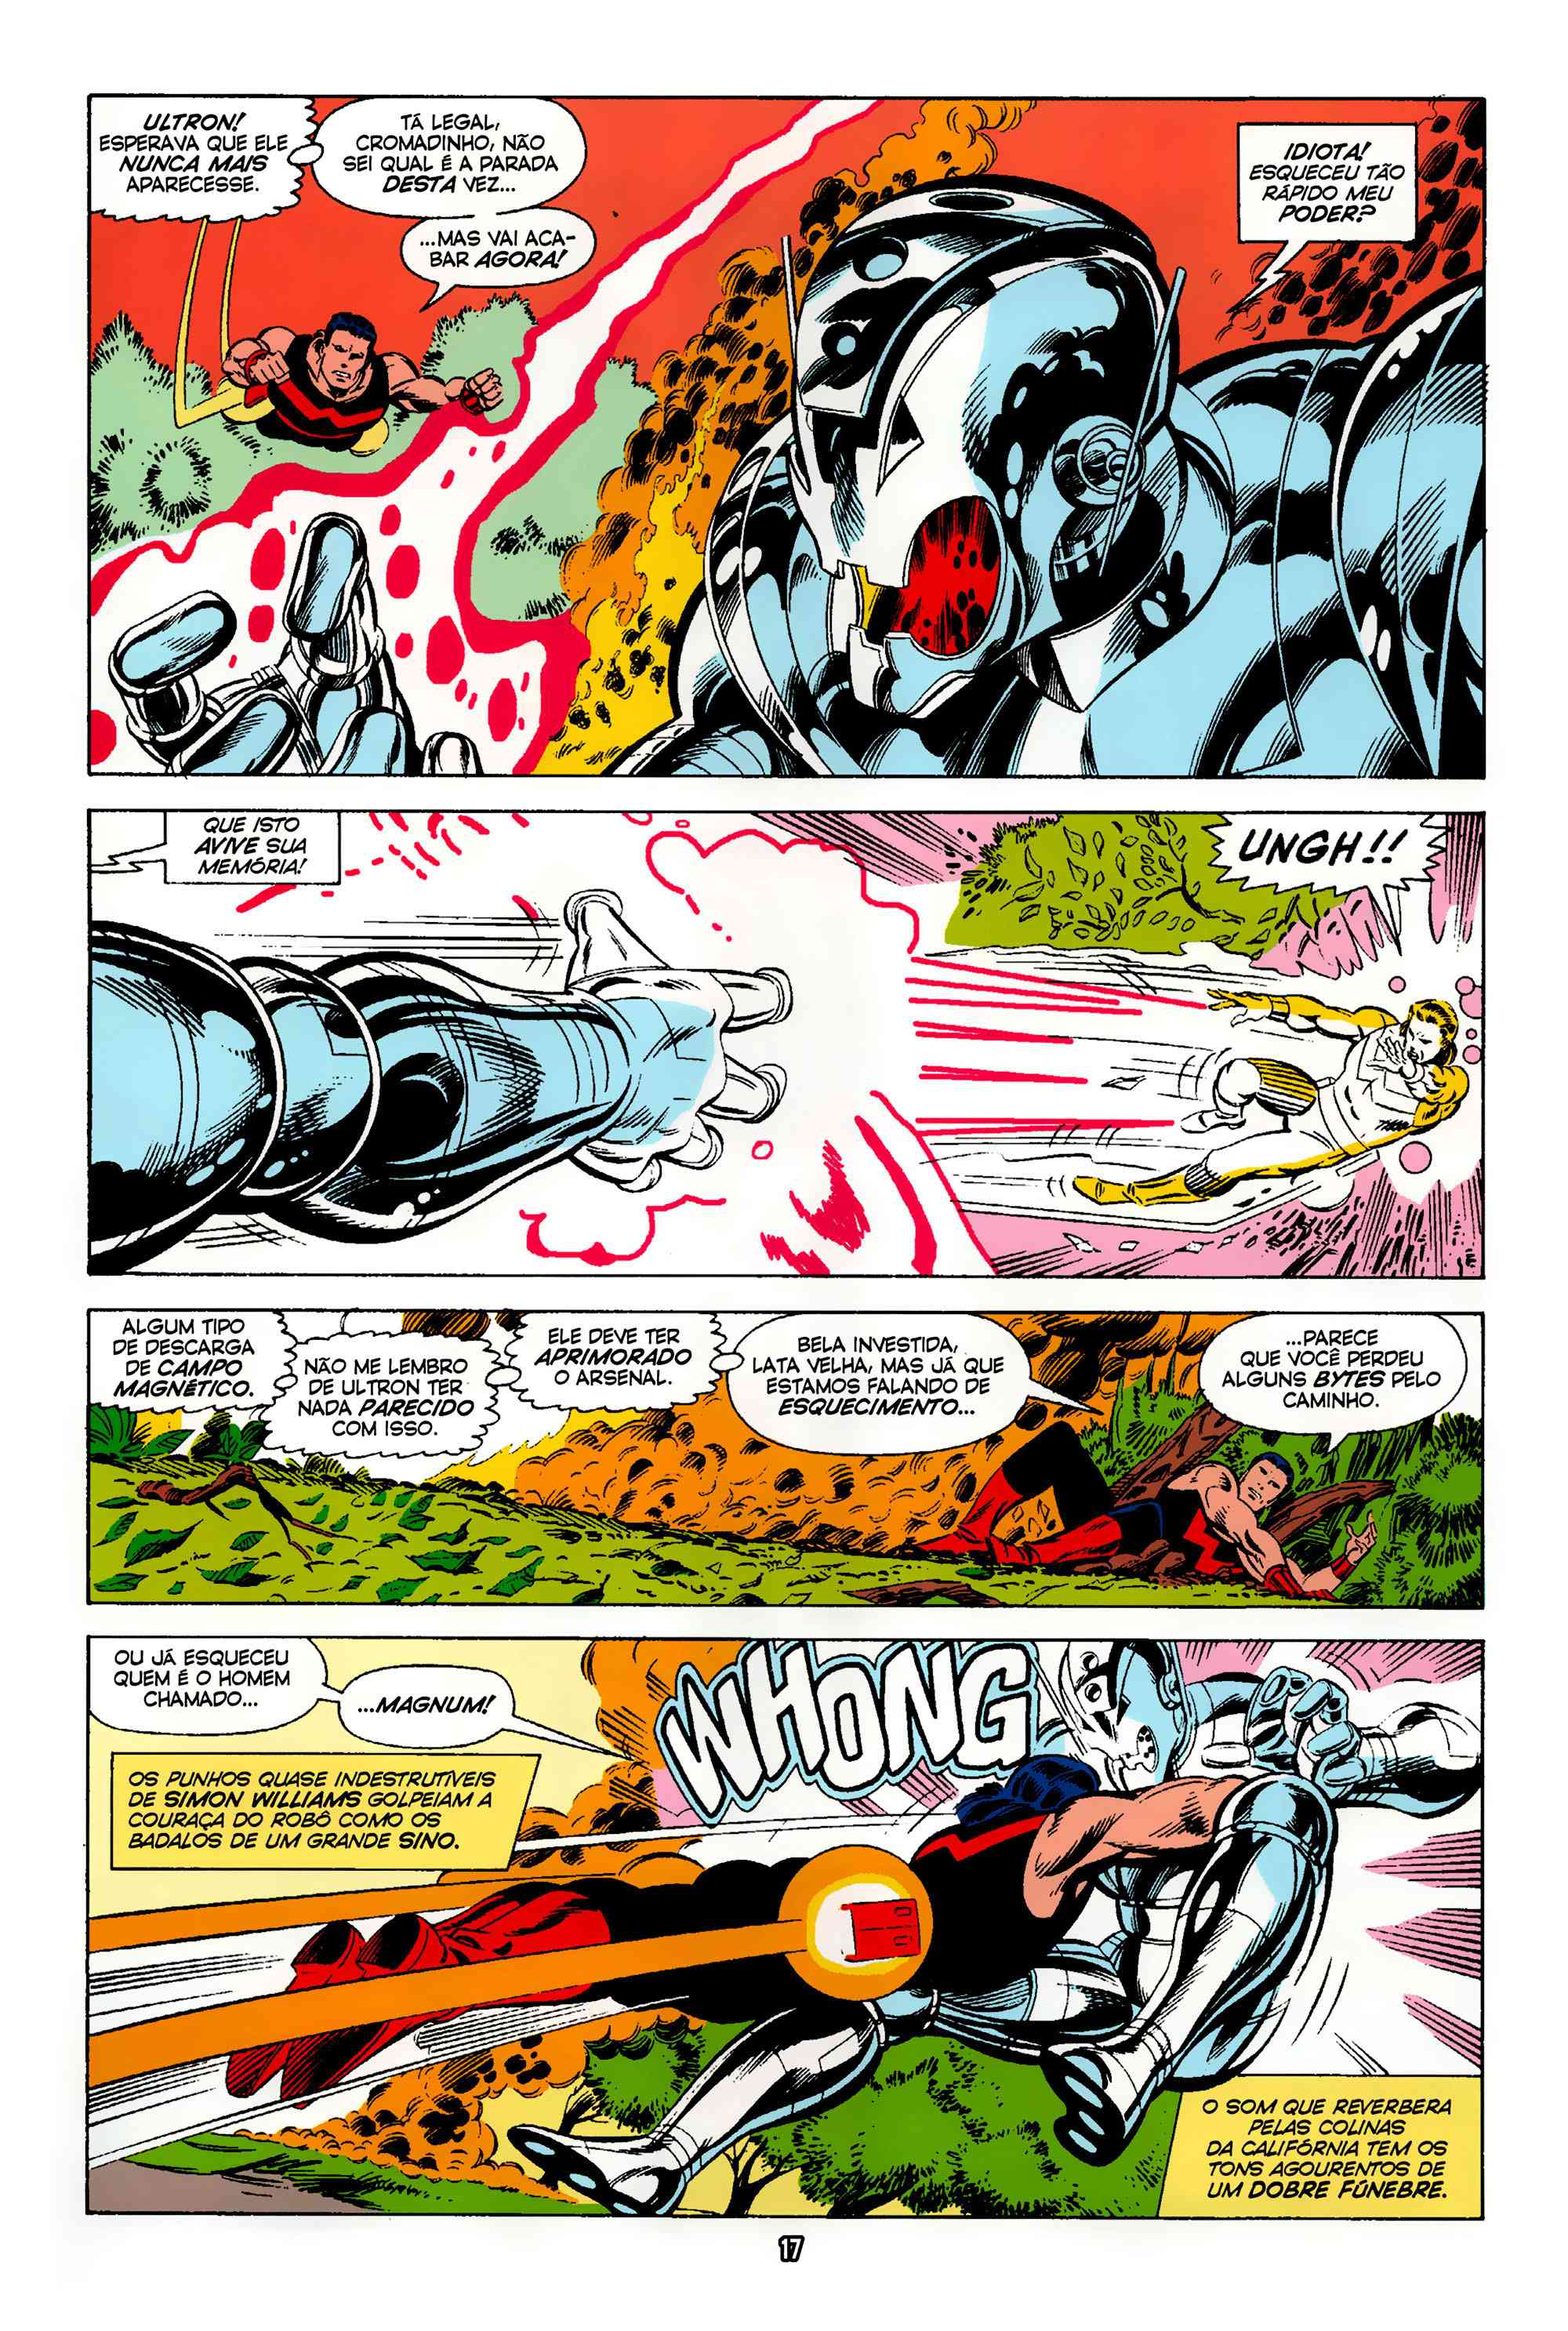 ULTRON!
ESPERAVA QUE ELE
NUNCA MAIS
APARECESSE.
TÁ LEGAL,
CROMADINHO, NÃO
SEI QUAL É A PARADA
DESTA VEZ...
...MAS VAI ACA-
BAR AGORA!
IDIOTA!
ESQUECEU TÃO
RÁPIDO MEU
PODER?
QUE ISTO
AVIVE SUA
MEMÓRIA!
UNGH!!
ALGUM TIPO
DE DESCARGA
DE CAMPO
MAGNÉTICO.
NÃO ME LEMBRO
DE ULTRON TER
NADA PARECIDO
COM ISSO.
ELE DEVE TER
APRIMORADO
O ARSENAL.
BELA INVESTIDA,
LATA VELHA, MAS JÁ QUE
ESTAMOS FALANDO DE
ESQUECIMENTO...
...PARECE
QUE VOCÊ PERDEU
ALGUNS BYTES PELO
CAMINHO.
OU JÁ ESQUECEU
QUEM É O HOMEM
CHAMADO...
...MAGNUM!
WHONG
OS PUNHOS QUASE INDESTRUTÍVEIS
DE SIMON WILLIAMS GOLPEIAM A
COURAÇA DO ROBÔ COMO OS
BADALOS DE UM GRANDE SINO.
O SOM QUE REVERBERA
PELAS COLINAS
DA CALIFÓRNIA TEM OS
TONS AGOURENTOS DE
UM DOBRE FÚNEBRE.
17